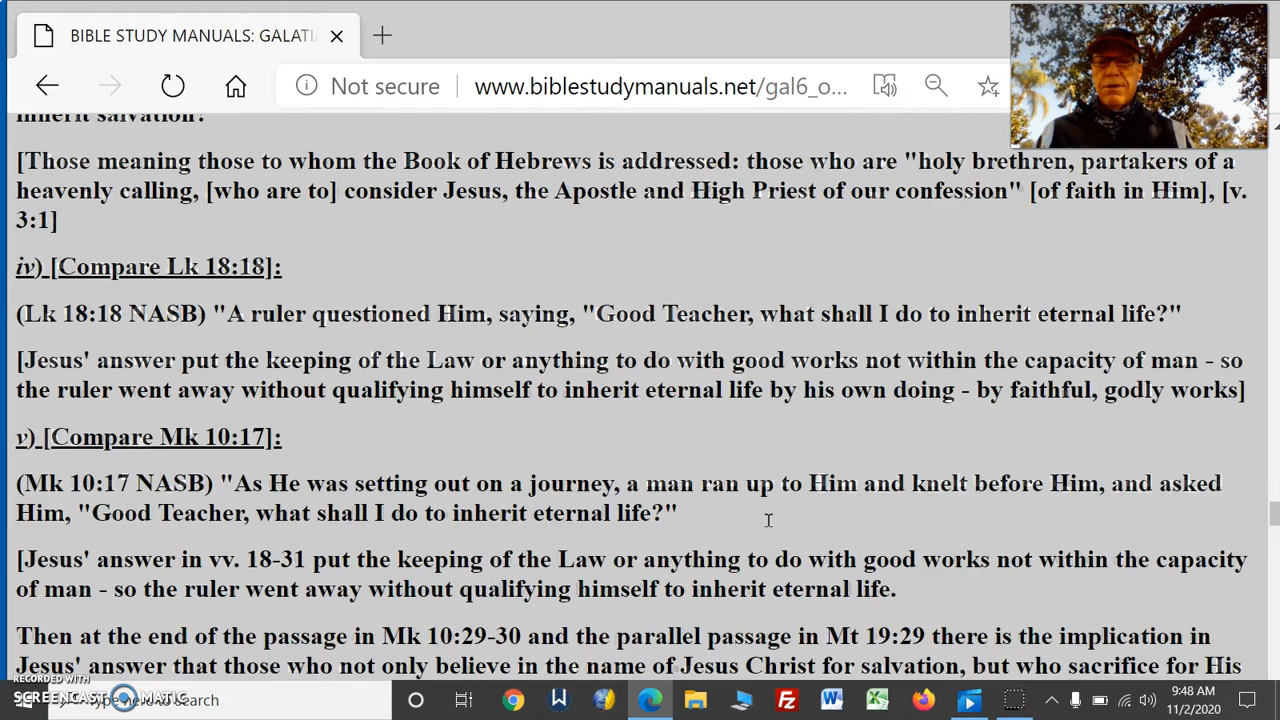 BIBLE STUDY MANUALS: GALATI
Not secure
www.biblestudymanuals.net/gal6_o...
inherit salvation?
[Those meaning those to whom the Book of Hebrews is addressed: those who are "holy brethren, partakers of a
heavenly calling, [who are to] consider Jesus, the Apostle and High Priest of our confession" [of faith in Him], [v.
3:1]
iv) [Compare Lk 18:18]:
(Lk 18:18 NASB) "A ruler questioned Him, saying, "Good Teacher, what shall I do to inherit eternal life?"
[Jesus' answer put the keeping of the Law or anything to do with good works not within the capacity of man - so
the ruler went away without qualifying himself to inherit eternal life by his own doing - by faithful, godly works]
v) [Compare Mk 10:17]:
(Mk 10:17 NASB) "As He was setting out on a journey, a man ran up to Him and knelt before Him, and asked
Him, "Good Teacher, what shall I do to inherit eternal life?"
[Jesus' answer in vv. 18-31 put the keeping of the Law or anything to do with good works not within the capacity
of man - so the ruler went away without qualifying himself to inherit eternal life.
Then at the end of the passage in Mk 10:29-30 and the parallel passage in Mt 19:29 there is the implication in
Jesus' answer that those who not only believe in the name of Jesus Christ for salvation, but who sacrifice for His
RECORDED WITH
SCREENCAST MATIC
to search
9:48 AM
11/2/2020